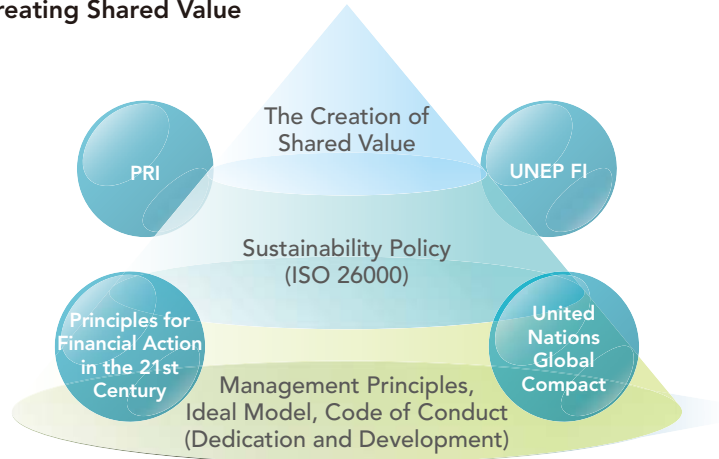 reating Shared Value
The Creation of
Shared Value
PRI
UNEP FI
Sustainability Policy
(ISO 26000)
Principles for
Financial Action
in the 21st
Century
United
Nations
Global
Compact
Management Principles,
Ideal Model, Code of Conduct
(Dedication and Development)